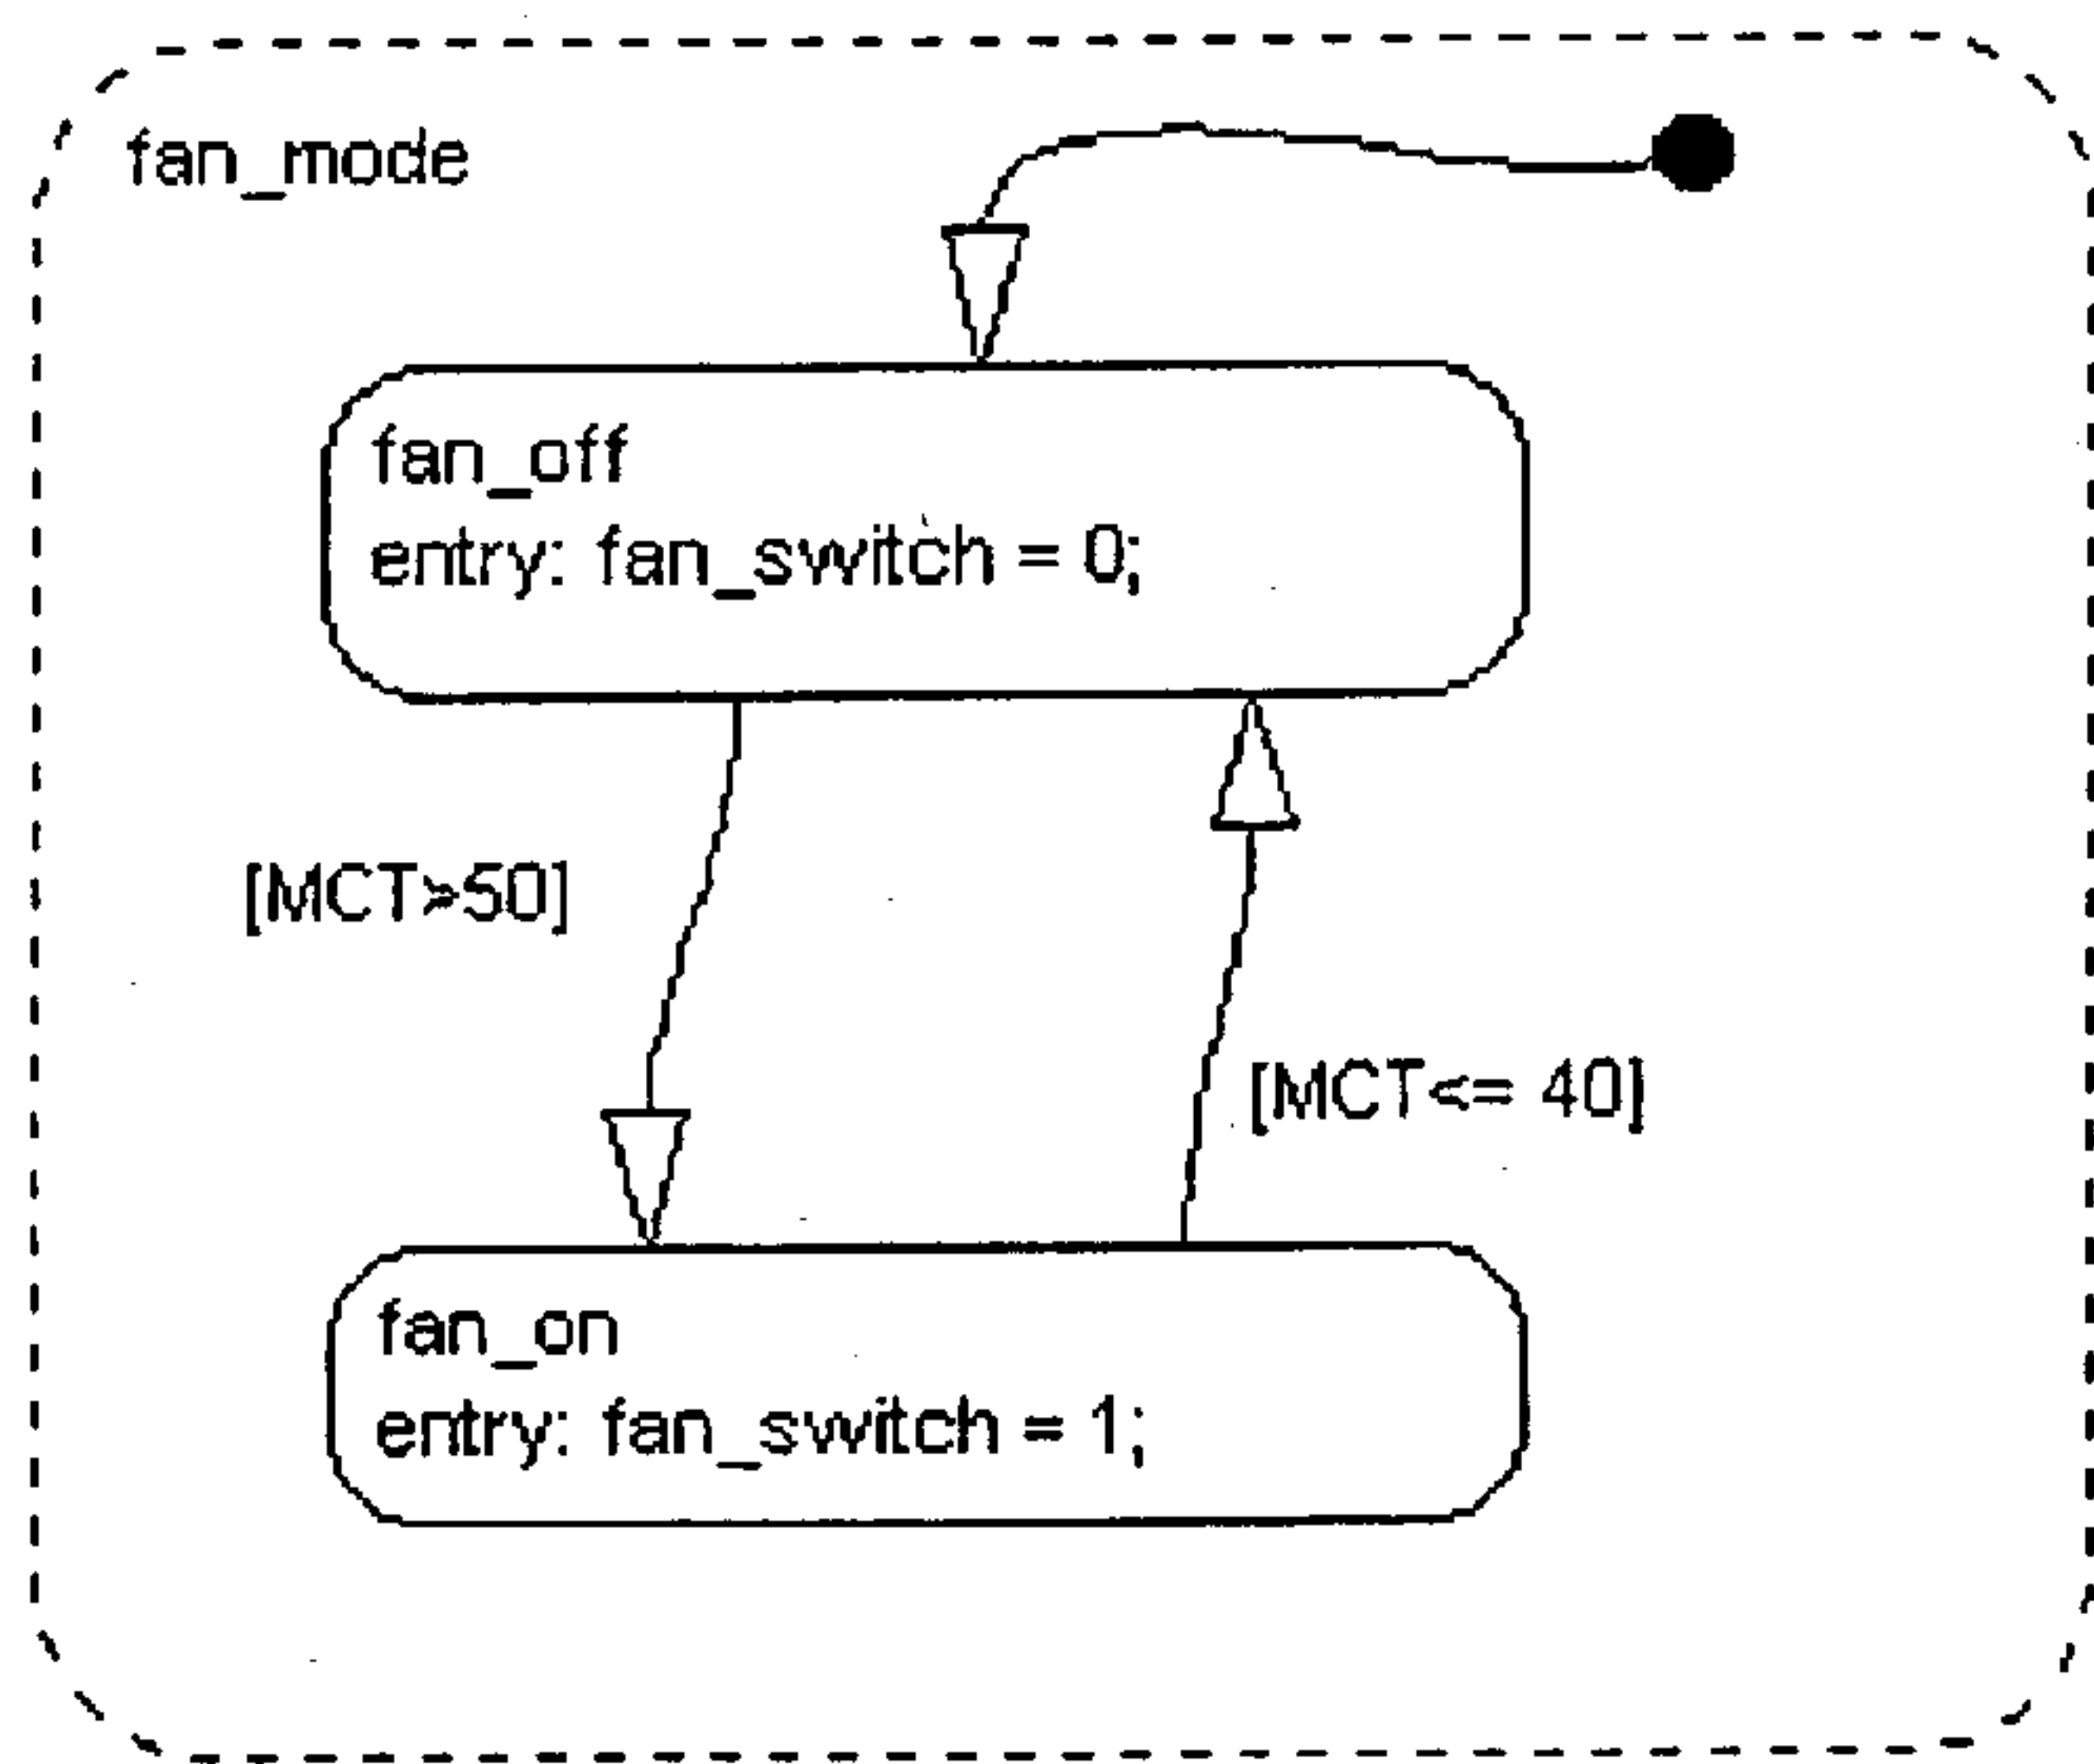 fan_mode
fan_off
entry: fan_switch = 0;
[MCT>50]
[MCT<= 40]
fan_on
entry: fan_switch = 1;